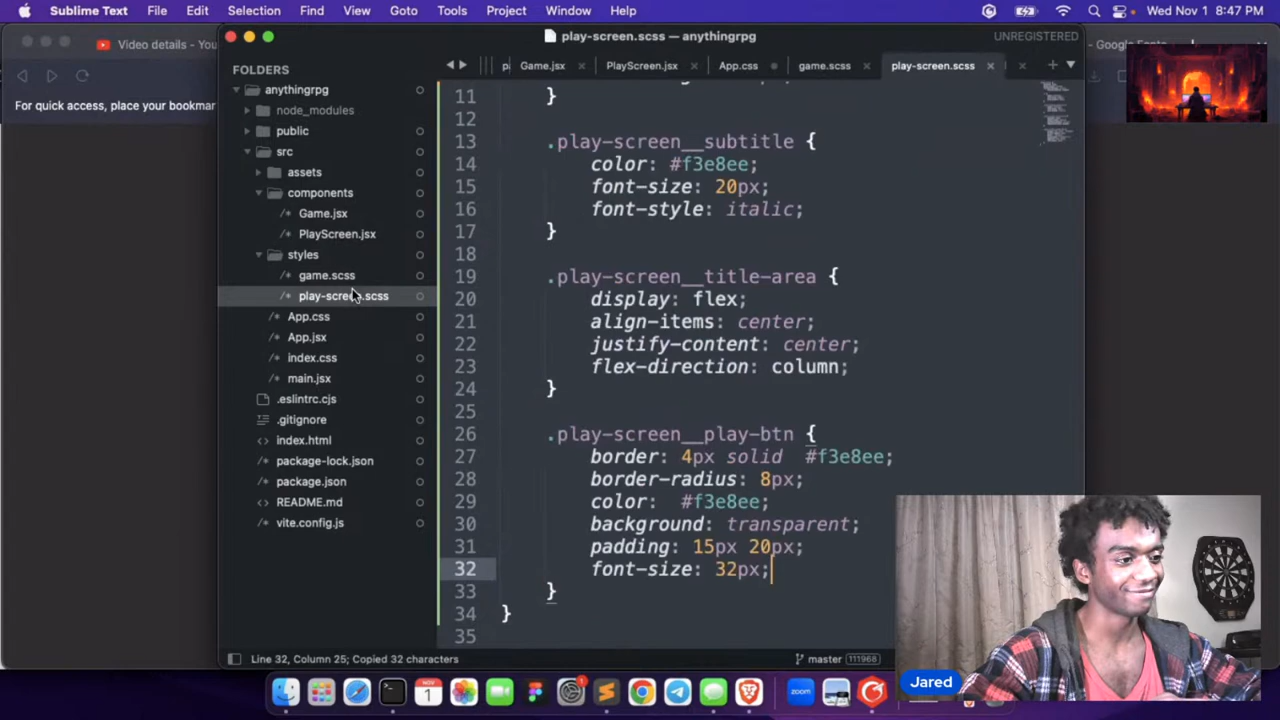 Sublime Text File Edit Selection Find View Goto Tools Project Window Help Wed Nov 1 8:47 PM
play-screen.scss — anythingrpg UNREGISTERED
Video details - You
- Google Fonts
FOLDERS
Game.jsx PlayScreen.jsx App.css game.scss play-screen.scss
For quick access, place your bookmar
anythingrpg
node_modules
public
src
assets
components
Game.jsx
PlayScreen.jsx
styles
game.scss
play-screen.scss
App.css
App.jsx
index.css
main.jsx
.eslintrc.cjs
.gitignore
index.html
package-lock.json
package.json
README.md
vite.config.js
11 }
12
13 .play-screen__subtitle {
14 color: #f3e8ee;
15 font-size: 20px;
16 font-style: italic;
17 }
18
19 .play-screen__title-area {
20 display: flex;
21 align-items: center;
22 justify-content: center;
23 flex-direction: column;
24 }
25
26 .play-screen__play-btn {
27 border: 4px solid #f3e8ee;
28 border-radius: 8px;
29 color: #f3e8ee;
30 background: transparent;
31 padding: 15px 20px;
32 font-size: 32px;
33 }
34 }
35
Line 32, Column 25; Copied 32 characters master 111968
Jared
NOV
1
1
zoom